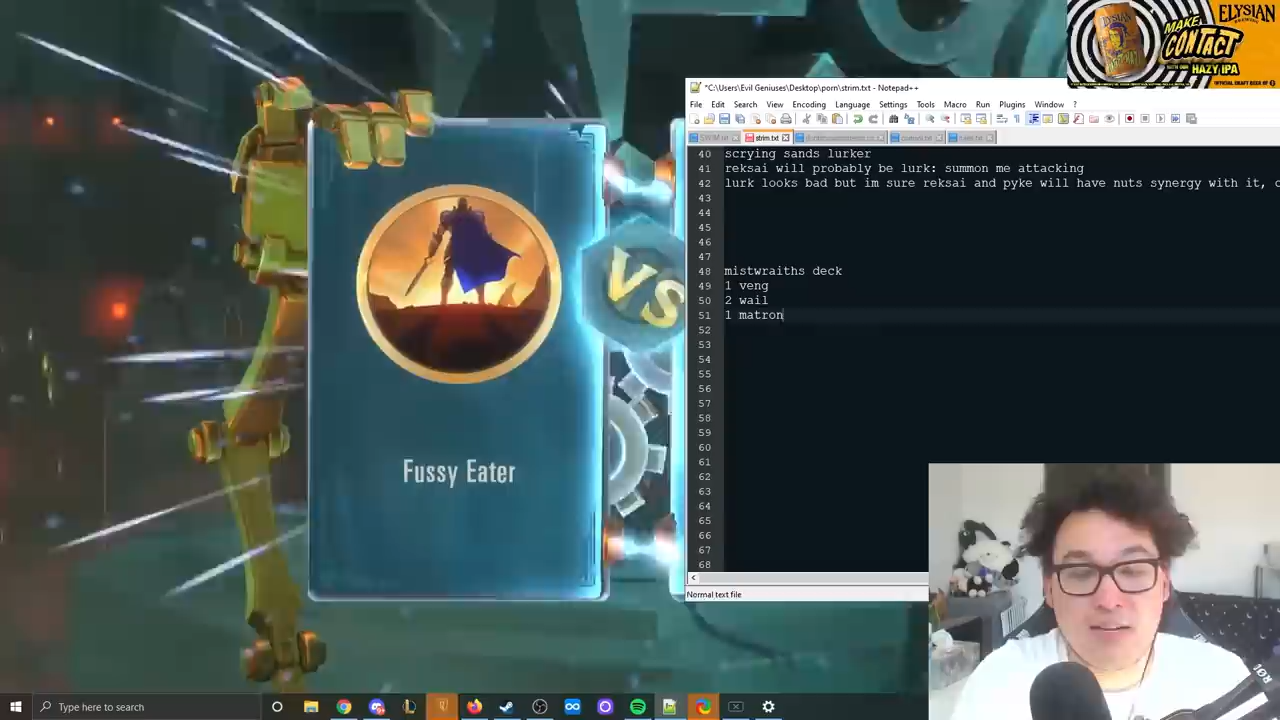 ELYSIAN
BREWING
MAKE
CONTACT
HAZY IPA
*C:\Users\Evil Geniuses\Desktop\porn\strim.txt - Notepad++
File Edit Search View Encoding Language Settings Tools Macro Run Plugins Window ?
strim.txt
40 scrying sands lurker
41 reksai will probably be lurk: summon me attacking
42 lurk looks bad but im sure reksai and pyke will have nuts synergy with it,
43
44
45
46
47
48 mistwraiths deck
49 1 veng
50 2 wail
51 1 matron
52
53
54
55
56
57
58
59
60
61
62
63
64
65
66
67
68
VS
Fussy Eater
Normal text file
Type here to search